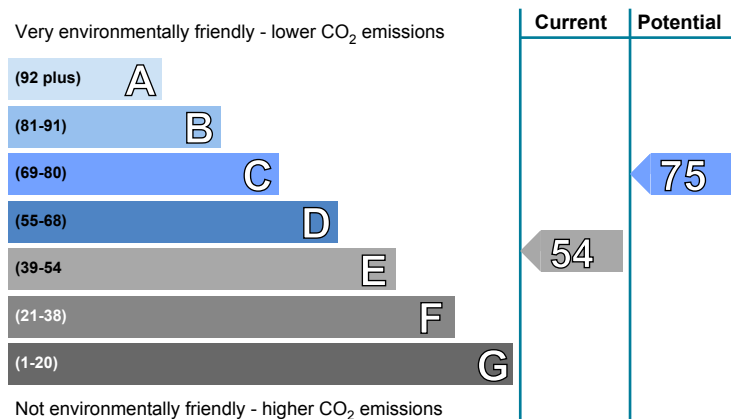 Current Potential
Very environmentally friendly - lower CO₂ emissions
(92 plus) A
(81-91) B
(69-80) C
75
(55-68) D
54
(39-54 E
(21-38) F
(1-20) G
Not environmentally friendly - higher CO₂ emissions